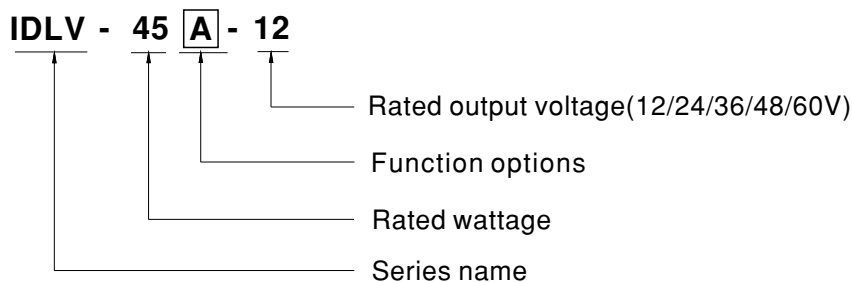 IDLV - 45 A - 12
Rated output voltage(12/24/36/48/60V)
Function options
Rated wattage
Series name